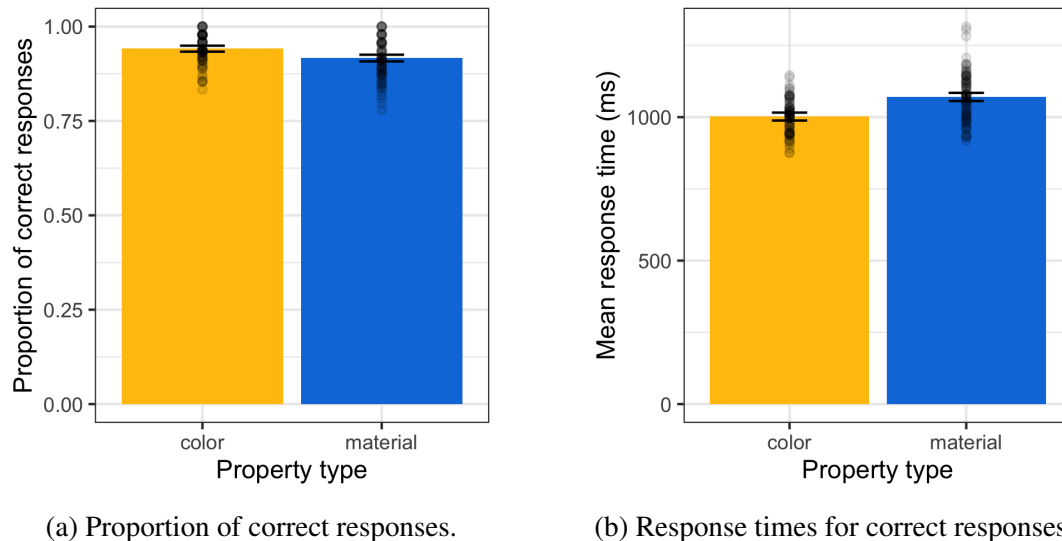 Proportion of correct responses
1.00
0.75
0.50
0.25
0.00
color
material
Property type
(a) Proportion of correct responses.
Mean response time (ms)
1000
500
0
color
material
Property type
(b) Response times for correct responses